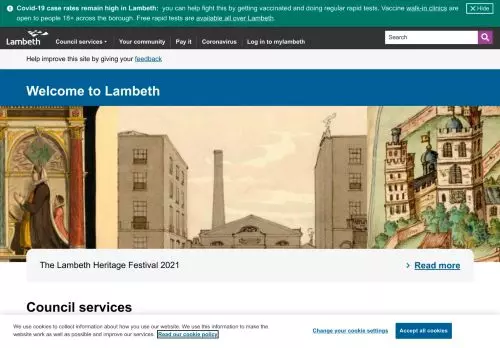 Covid-19 case rates remain high in Lambeth: you can help fight this by getting vaccinated and doing regular rapid tests. Vaccine walk-in clinics are
open to people 18+ across the borough. Free rapid tests are available all over Lambeth.
Hide
Lambeth
Council services
Your community
Pay it
Coronavirus
Log in to mylambeth
Search
Help improve this site by giving your feedback
Welcome to Lambeth
The Lambeth Heritage Festival 2021
Read more
Council services
We use cookies to collect information about how you use our website. We use this information to make
the website work as well as possible and improve our services. Read our cookie policy
Change your cookie settings
Accept all cookies